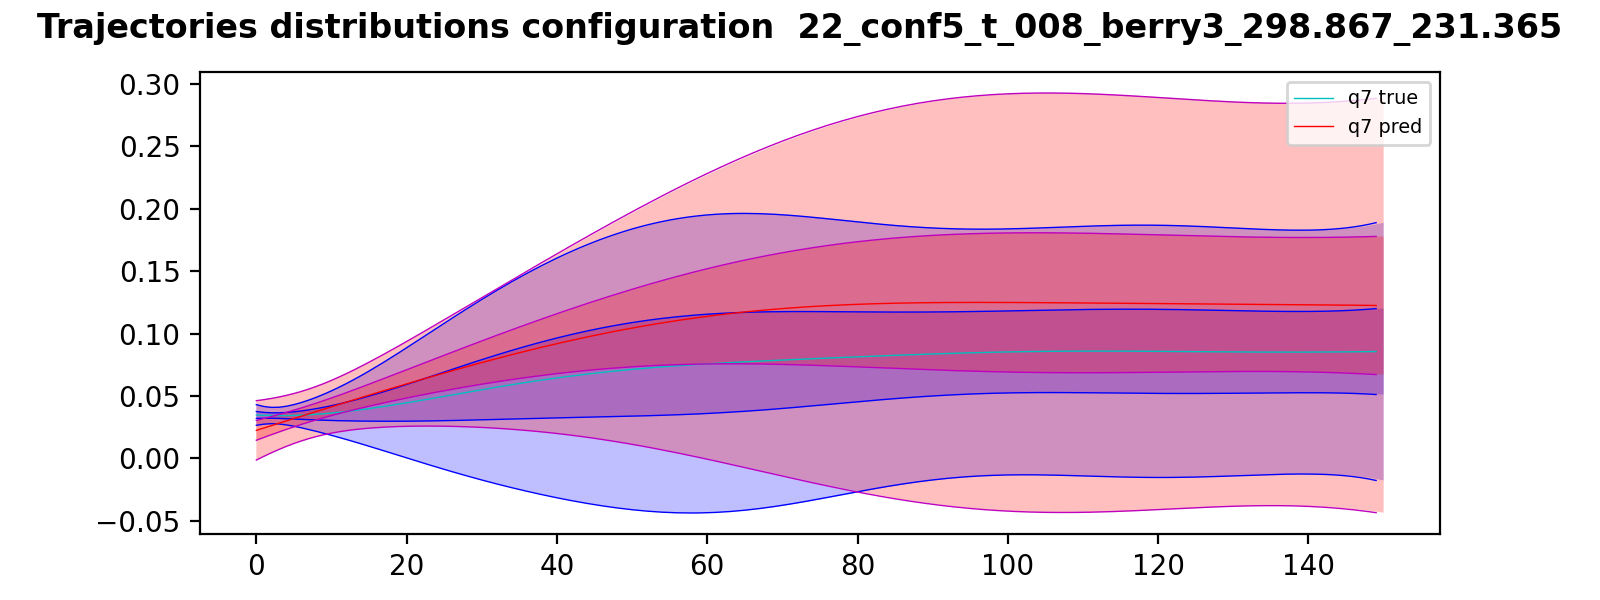 Trajectories distributions configuration  22_conf5_t_008_berry3_298.867_231.365
0.30
0.25
0.20
0.15
0.10
0.05
0.00
−0.05
0 20 40 60 80 100 120 140
q7 true
q7 pred